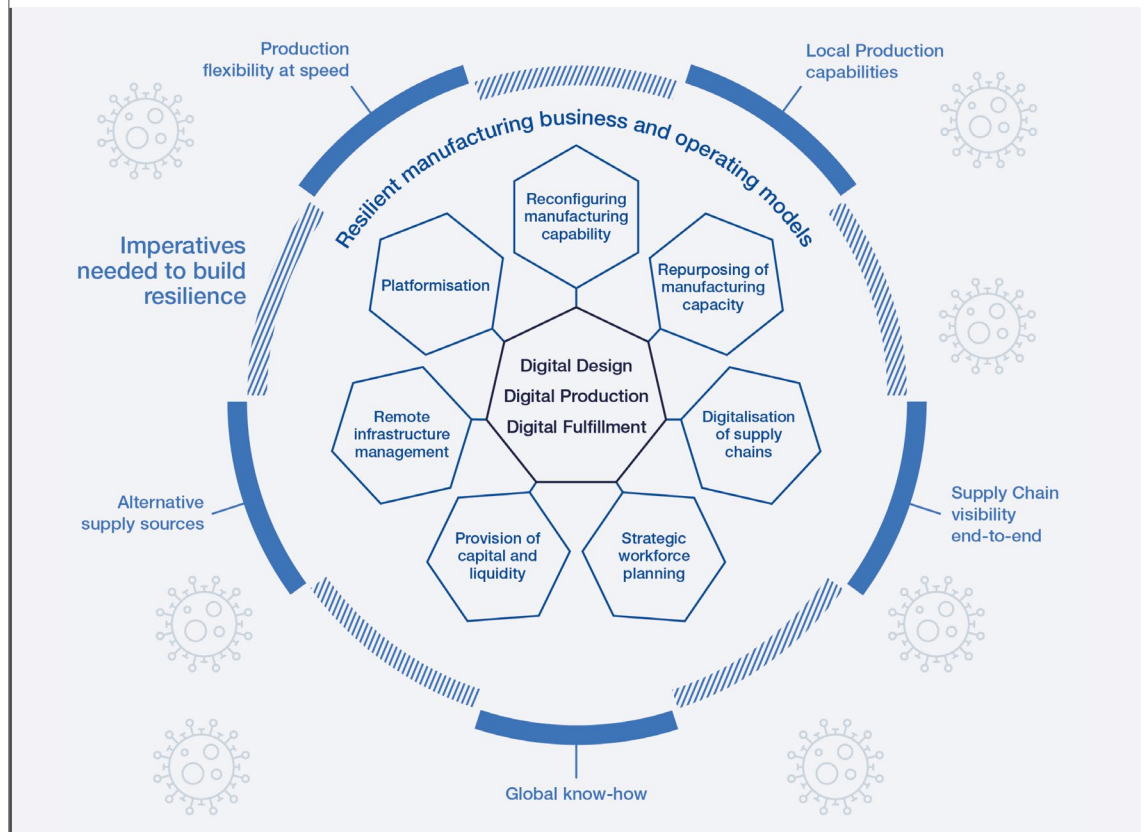 Production
flexibility at speed
Local Production
capabilities
Resilient manufacturing business and operating models
Imperatives
needed to build
resilience
Reconfiguring
manufacturing
capability
Platformisation
Repurposing of
manufacturing
capacity
Digital Design
Digital Production
Digital Fulfillment
Remote
infrastructure
management
Digitalisation
of supply
chains
Alternative
supply sources
Supply Chain
visibility
end-to-end
Provision of
capital and
liquidity
Strategic
workforce
planning
Global know-how